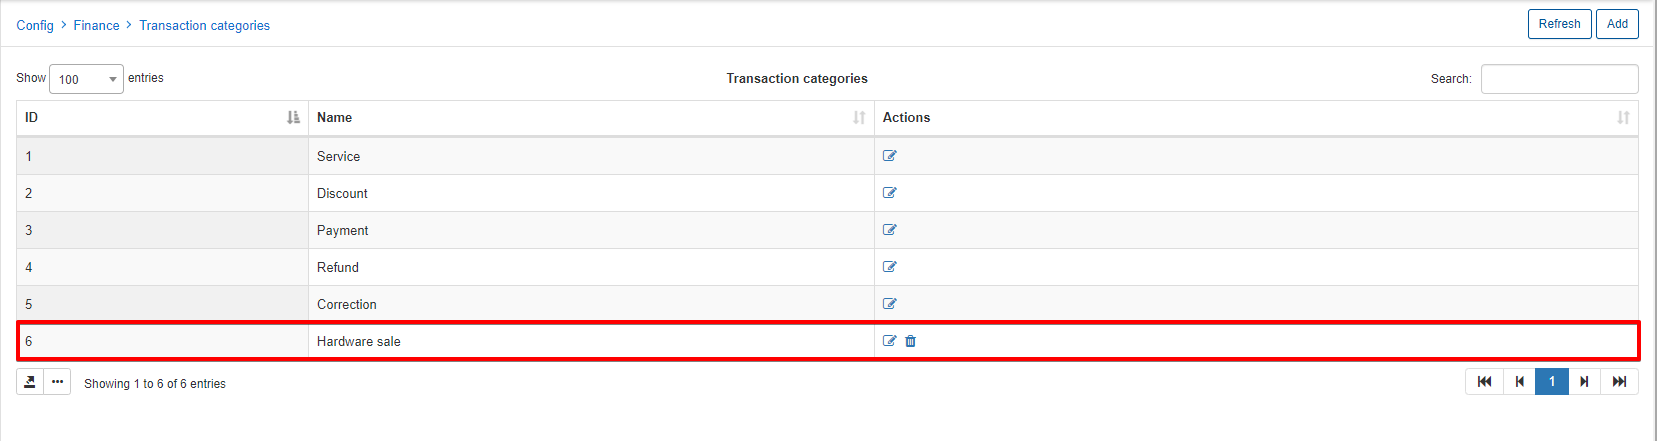 Config > Finance > Transaction categories
Refresh Add
Show 100 entries Transaction categories Search:
ID Name Actions
1 Service
2 Discount
3 Payment
4 Refund
5 Correction
6 Hardware sale
Showing 1 to 6 of 6 entries 1